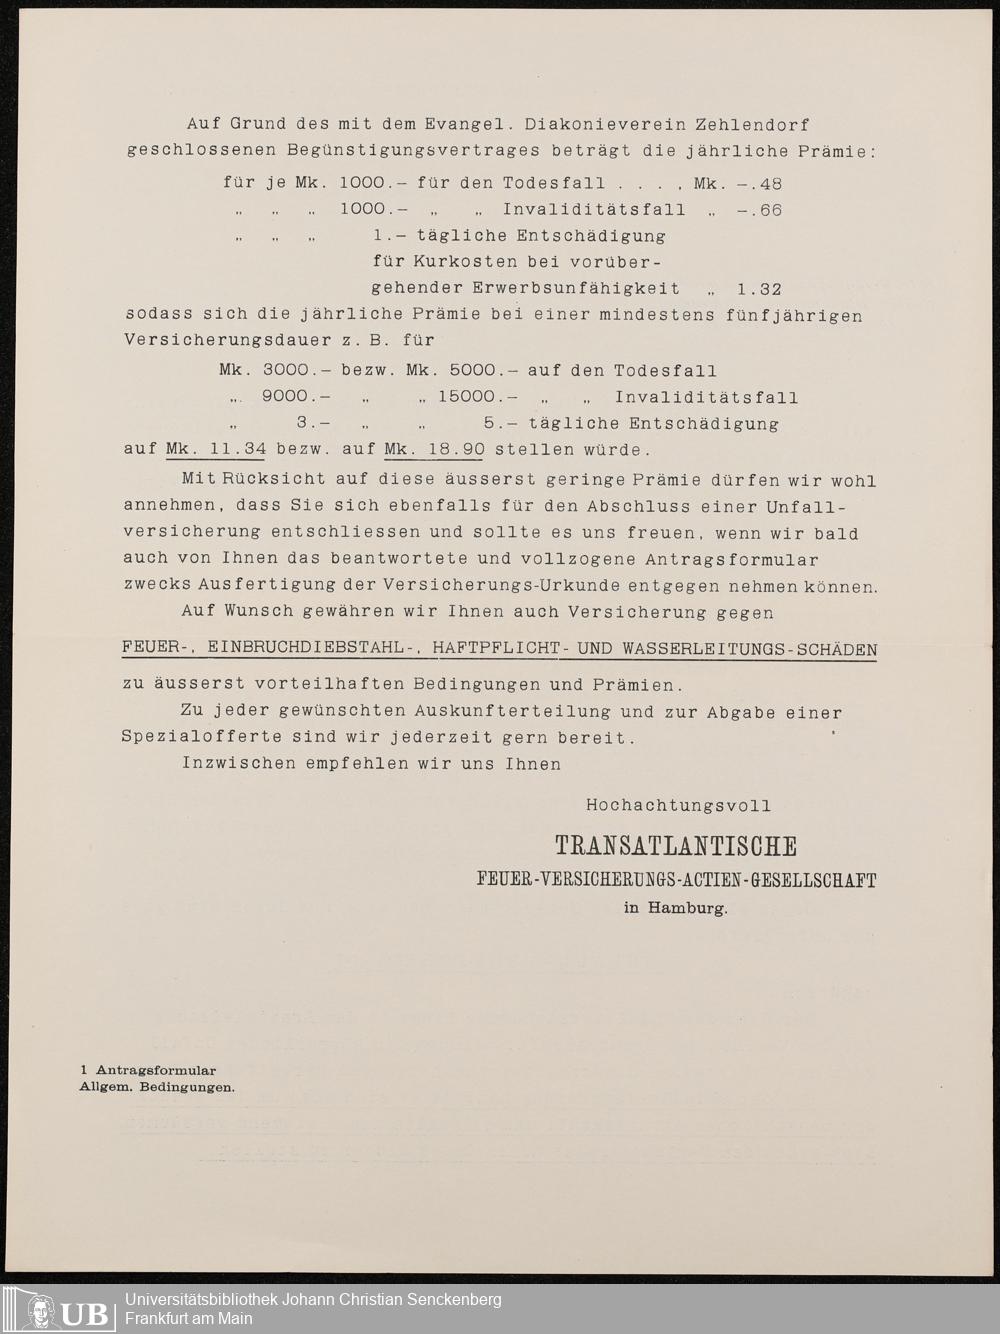 Auf Grund des mit dem Evangel. Diakonieverein Zehlendorf
geschlossenen Begünstigungsvertrages beträgt die jährliche Prämie:
für je Mk. 1000.- für den Todesfall . . . . Mk. -.48
„ „ „ 1000.- „ „ Invaliditätsfall „ -.66
„ „ „ 1.- tägliche Entschädigung
für Kurkosten bei vorüber-
gehender Erwerbsunfähigkeit „ 1.32
sodass sich die jährliche Prämie bei einer mindestens fünfjährigen
Versicherungsdauer z. B. für
Mk. 3000.- bezw. Mk. 5000.- auf den Todesfall
„ 9000.- „ „ 15000.- „ „ Invaliditätsfall
„ 3.- „ „ 5.- tägliche Entschädigung
auf Mk. 11.34 bezw. auf Mk. 18.90 stellen würde.
Mit Rücksicht auf diese äusserst geringe Prämie dürfen wir wohl
annehmen, dass Sie sich ebenfalls für den Abschluss einer Unfall-
versicherung entschliessen und sollte es uns freuen, wenn wir bald
auch von Ihnen das beantwortete und vollzogene Antragsformular
zwecks Ausfertigung der Versicherungs-Urkunde entgegen nehmen können.
Auf Wunsch gewähren wir Ihnen auch Versicherung gegen
FEUER-, EINBRUCHDIEBSTAHL-, HAFTPFLICHT- UND WASSERLEITUNGS-SCHÄDEN
zu äusserst vorteilhaften Bedingungen und Prämien.
Zu jeder gewünschten Auskunfterteilung und zur Abgabe einer
Spezialofferte sind wir jederzeit gern bereit.
Inzwischen empfehlen wir uns Ihnen
Hochachtungsvoll
TRANSATLANTISCHE
FEUER-VERSICHERUNGS-ACTIEN-GESELLSCHAFT
in Hamburg.
1 Antragsformular
Allgem. Bedingungen.
UB Universitätsbibliothek Johann Christian Senckenberg
Frankfurt am Main